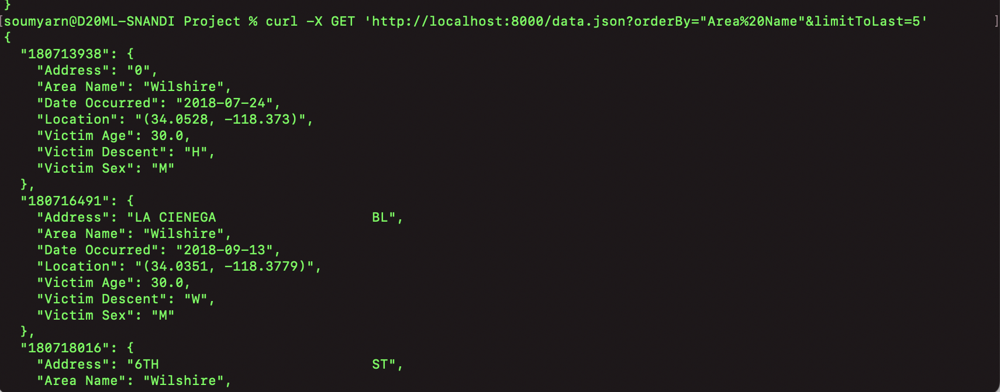 }
[soumyarn@D20ML-SNANDI Project % curl -X GET 'http://localhost:8000/data.json?orderBy="Area%20Name"&limitToLast=5' ]
{
  "180713938": {
    "Address": "0",
    "Area Name": "Wilshire",
    "Date Occurred": "2018-07-24",
    "Location": "(34.0528, -118.373)",
    "Victim Age": 30.0,
    "Victim Descent": "H",
    "Victim Sex": "M"
  },
  "180716491": {
    "Address": "LA CIENEGA                   BL",
    "Area Name": "Wilshire",
    "Date Occurred": "2018-09-13",
    "Location": "(34.0351, -118.3779)",
    "Victim Age": 30.0,
    "Victim Descent": "W",
    "Victim Sex": "M"
  },
  "180718016": {
    "Address": "6TH                          ST",
    "Area Name": "Wilshire",